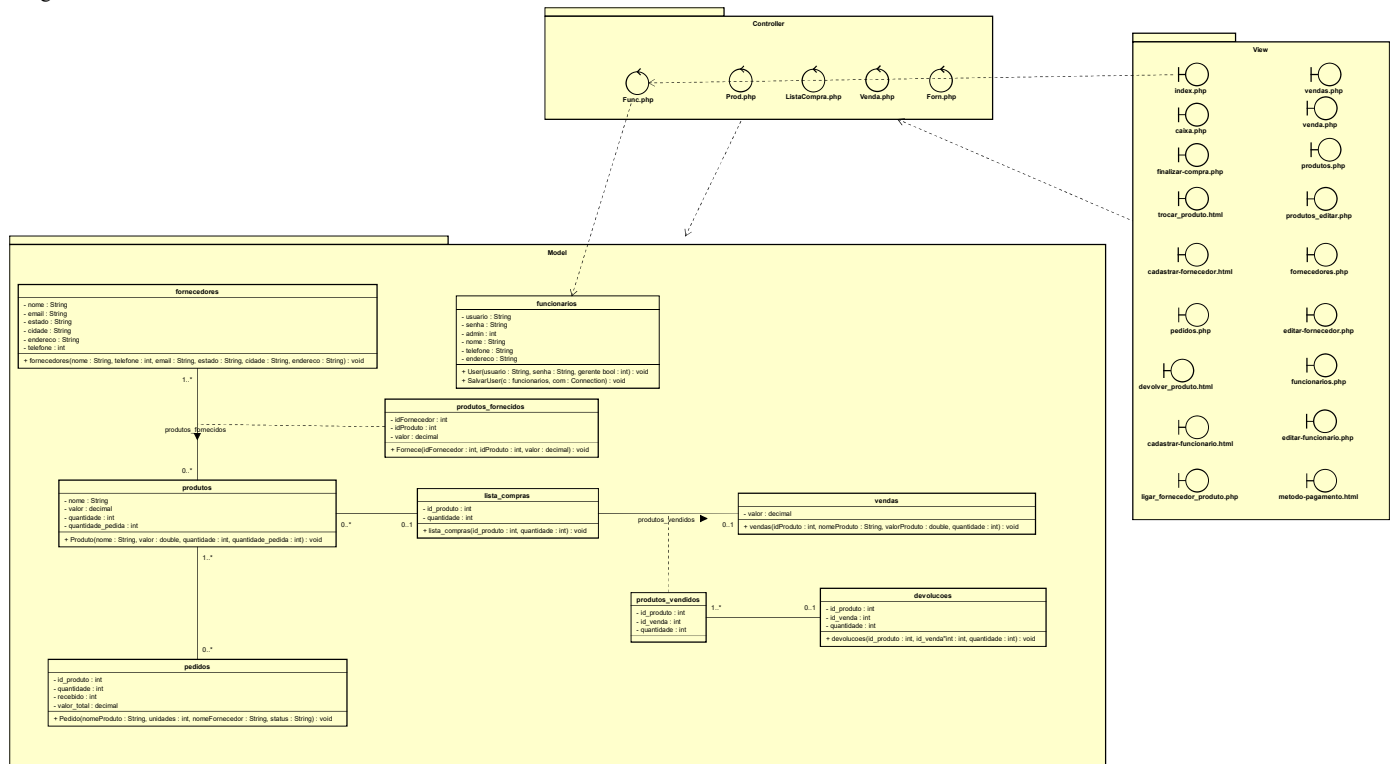 Controller
Func.php
Prod.php
ListaCompra.php
Venda.php
Forn.php
View
index.php
vendas.php
caixa.php
venda.php
finalizar-compra.php
produtos.php
trocar_produto.html
produtos_editar.php
cadastrar-fornecedor.html
fornecedores.php
pedidos.php
editar-fornecedor.php
devolver_produto.html
funcionarios.php
cadastrar-funcionario.html
editar-funcionario.php
ligar_fornecedor_produto.php
metodo-pagamento.html
Model
fornecedores
- nome : String
- email : String
- estado : String
- cidade : String
- endereco : String
- telefone : int
+ fornecedores(nome : String, telefone : int, email : String, estado : String, cidade : String, endereco : String) : void
funcionarios
- usuario : String
- senha : String
- admin : int
- nome : String
- telefone : String
- endereco : String
+ User(usuario : String, senha : String, gerente bool : int) : void
+ SalvarUser(c : funcionarios, com : Connection) : void
1..*
produtos_fornecidos
0..*
produtos_fornecidos
- idFornecedor : int
- idProduto : int
- valor : decimal
+ Fornece(idFornecedor : int, idProduto : int, valor : decimal) : void
produtos
- nome : String
- valor : decimal
- quantidade : int
- quantidade_pedida : int
+ Produto(nome : String, valor : double, quantidade : int, quantidade_pedida : int) : void
0..*
0..1
lista_compras
- id_produto : int
- quantidade : int
+ lista_compras(id_produto : int, quantidade : int) : void
produtos_vendidos
0..1
vendas
- valor : decimal
+ vendas(idProduto : int, nomeProduto : String, valorProduto : double, quantidade : int) : void
produtos_vendidos
- id_produto : int
- id_venda : int
- quantidade : int
1..*
0..1
devolucoes
- id_produto : int
- id_venda : int
- quantidade : int
+ devolucoes(id_produto : int, id_venda"int : int, quantidade : int) : void
1..*
0..*
pedidos
- id_produto : int
- quantidade : int
- recebido : int
- valor_total : decimal
+ Pedido(nomeProduto : String, unidades : int, nomeFornecedor : String, status : String) : void